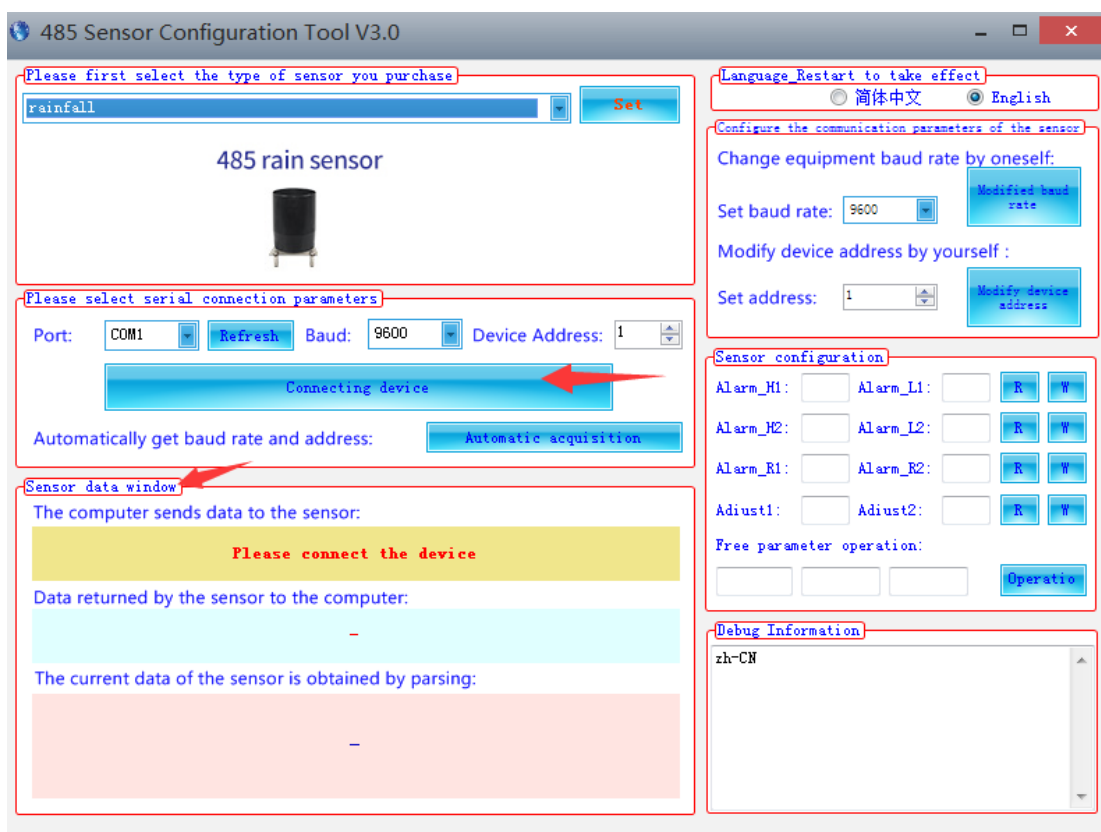 485 Sensor Configuration Tool V3.0
Please first select the type of sensor you purchase
rainfall
Set
485 rain sensor
Please select serial connection parameters
Port:
COM1
Refresh
Baud:
9600
Device Address:
1
Connecting device
Automatically get baud rate and address:
Automatic acquisition
Sensor data window
The computer sends data to the sensor:
Please connect the device
Data returned by the sensor to the computer:
–
The current data of the sensor is obtained by parsing:
–
Language_Restart to take effect
简体中文
English
Configure the communication parameters of the sensor
Change equipment baud rate by oneself:
Set baud rate:
9600
Modified baud
rate
Modify device address by yourself :
Set address:
1
Modify device
address
Sensor configuration
Alarm_H1:
Alarm_L1:
R
W
Alarm_H2:
Alarm_L2:
R
W
Alarm_R1:
Alarm_R2:
R
W
Adiust1:
Adiust2:
R
W
Free parameter operation:
Operatio
Debug Information
zh-CN